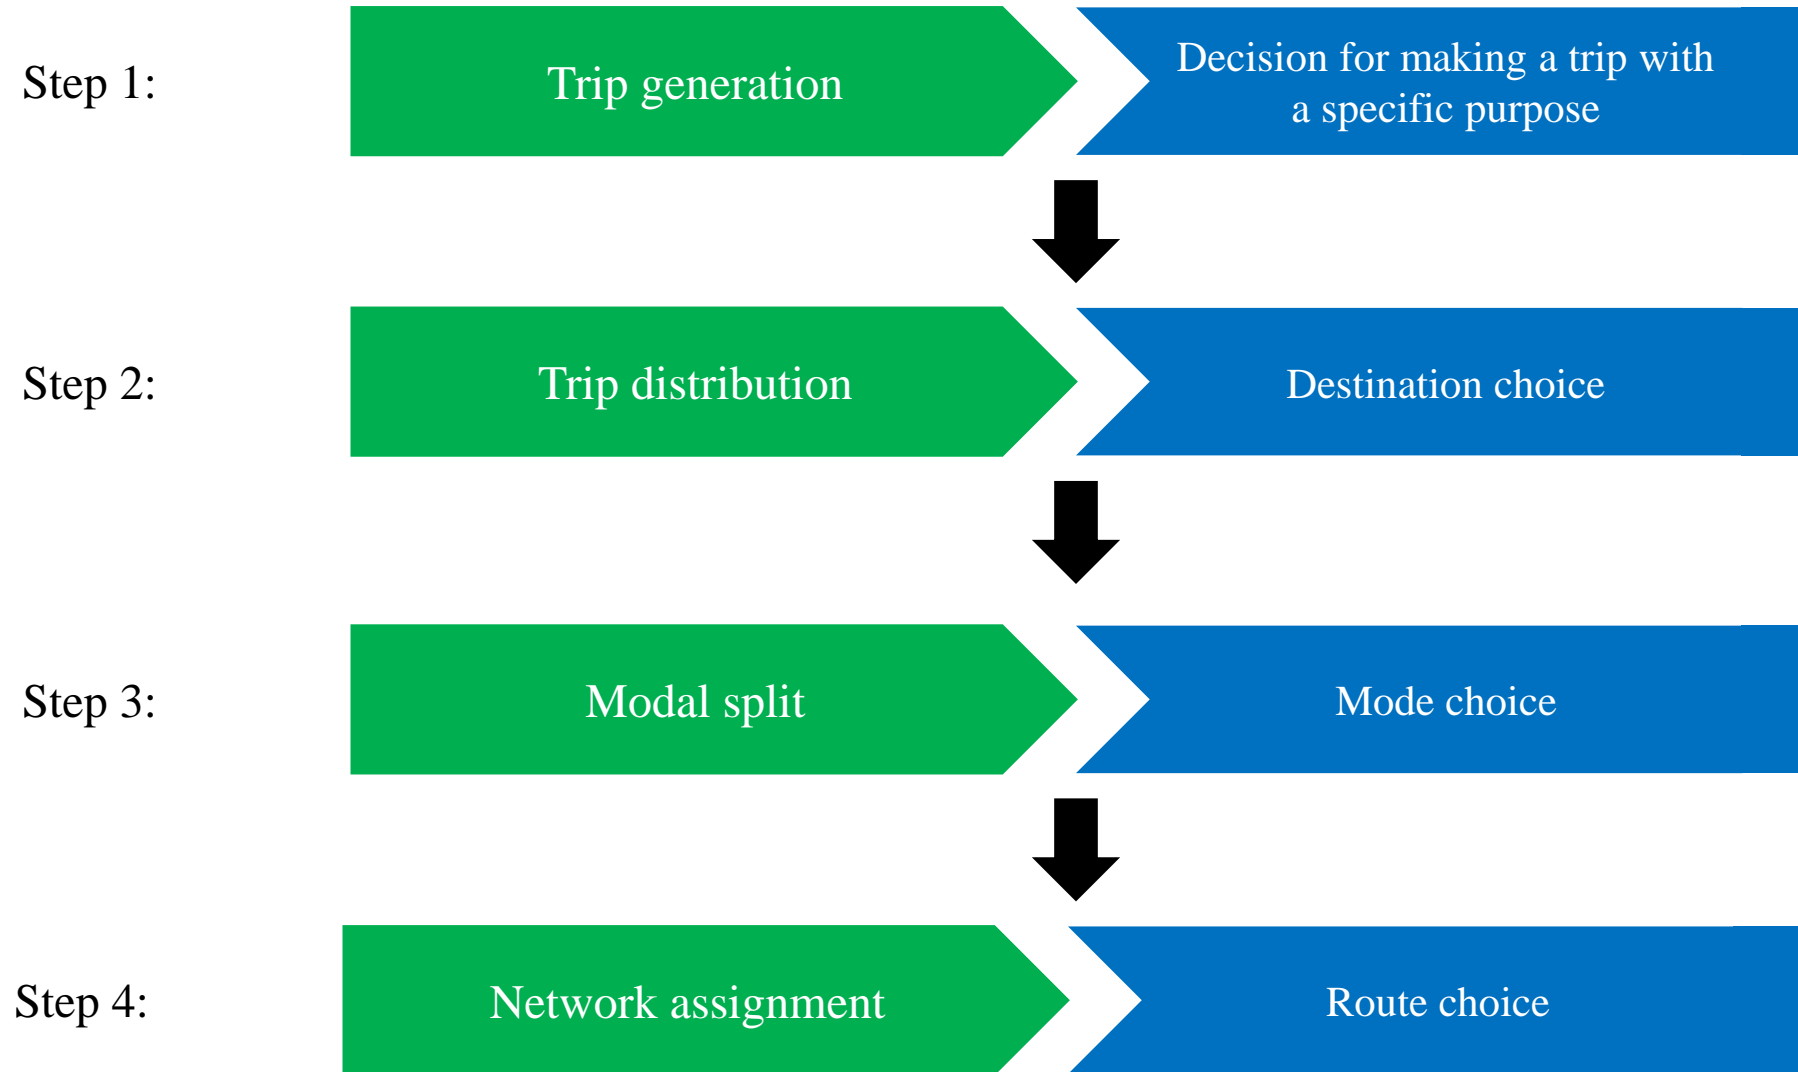 Step 1:
Trip generation
Decision for making a trip with
a specific purpose
Step 2:
Trip distribution
Destination choice
Step 3:
Modal split
Mode choice
Step 4:
Network assignment
Route choice